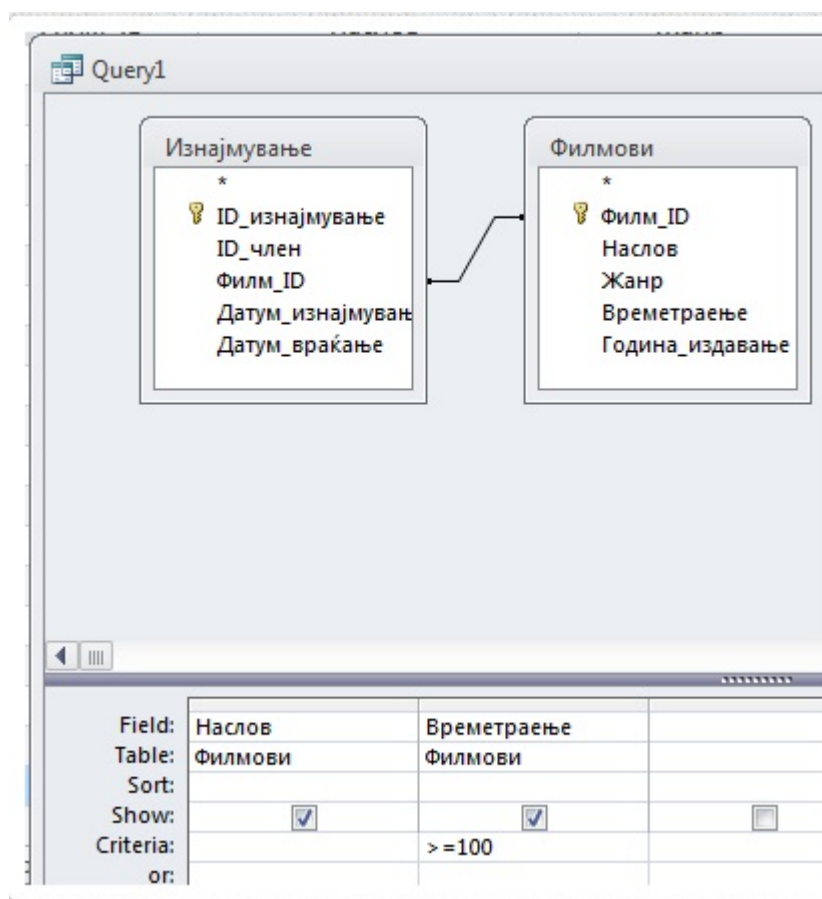 Query1
Изнајмување
*
ID_изнајмување
ID_член
Филм_ID
Датум_изнајмувањ
Датум_враќање
Филмови
*
Филм_ID
Наслов
Жанр
Времетраење
Година_издавање
Field: Наслов Времетраење
Table: Филмови Филмови
Sort:
Show:
Criteria: >=100
or: